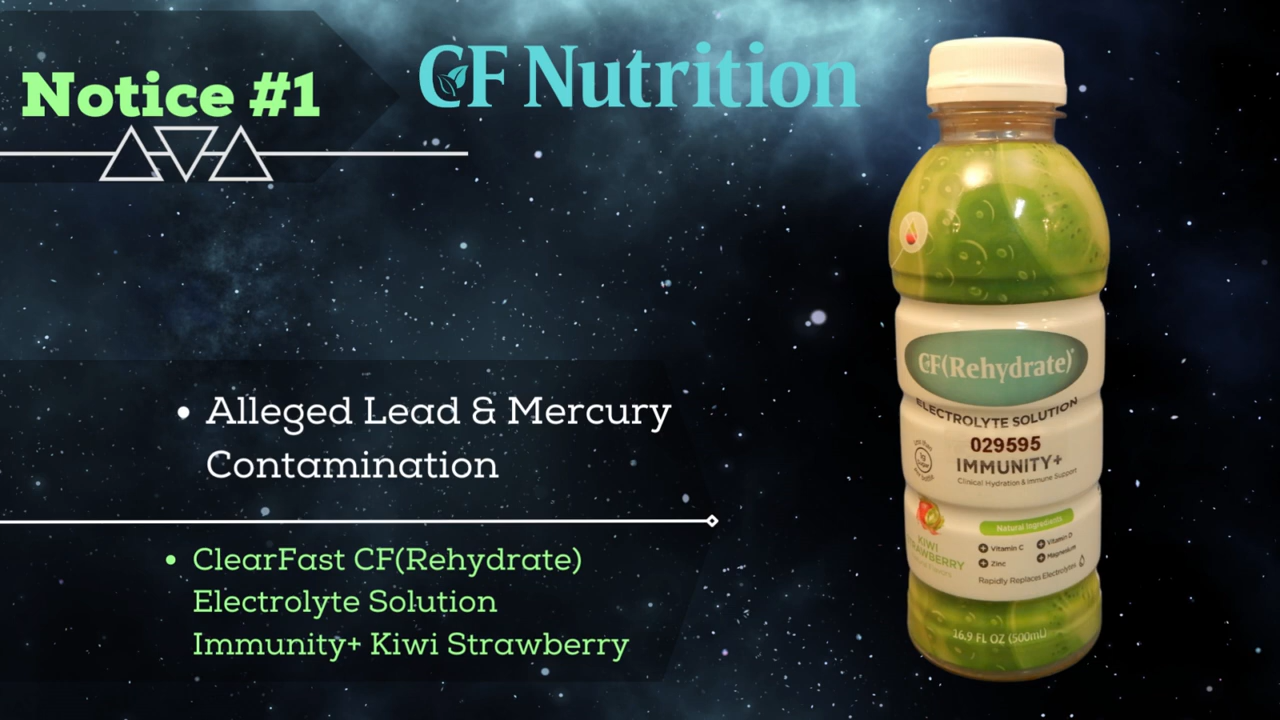 Notice #1
CF Nutrition
• Alleged Lead & Mercury
Contamination
• ClearFast CF(Rehydrate)
Electrolyte Solution
Immunity+ Kiwi Strawberry
CF(Rehydrate)
ELECTROLYTE SOLUTION
029595
IMMUNITY+
Clinical Hydration & Immune Support
KIWI
STRAWBERRY
Natural Ingredients
Vitamin C
Vitamin D
Zinc
Magnesium
Rapidly Replaces Electrolytes
16.9 FL OZ (500mL)